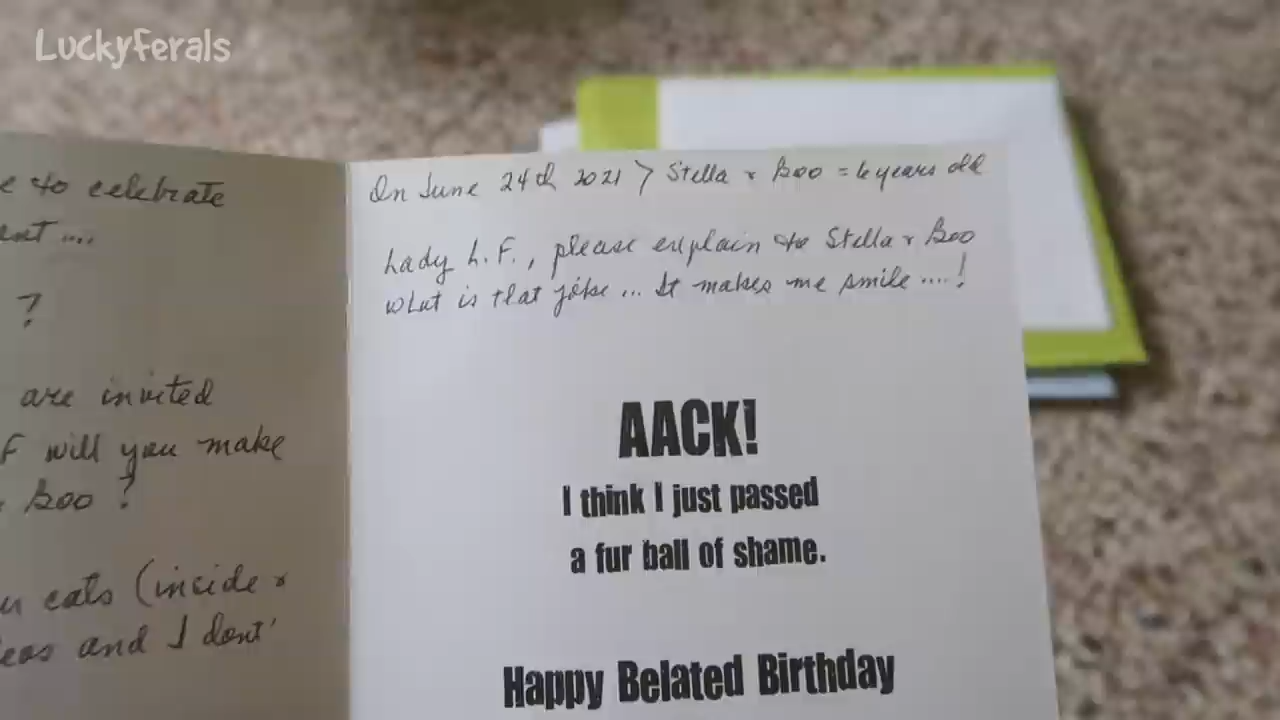 LuckyFerals
e to celebrate
ent ....
?
are invited
F will you make
Boo ?
cats (inside &
eas and I dont'
On June 24th 2021 > Stella & Boo = 6 years old
Lady L.F., please explain to Stella & Boo
what is that joke ... It makes me smile ....!
AACK!
I think I just passed
a fur ball of shame.
Happy Belated Birthday